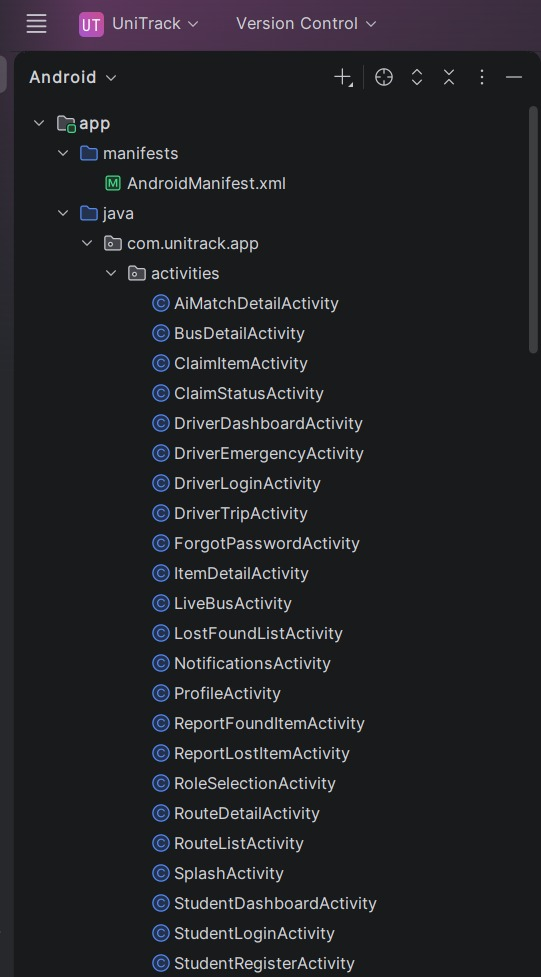 UT UniTrack Version Control
Android
app
manifests
M AndroidManifest.xml
java
com.unitrack.app
activities
C AiMatchDetailActivity
C BusDetailActivity
C ClaimItemActivity
C ClaimStatusActivity
C DriverDashboardActivity
C DriverEmergencyActivity
C DriverLoginActivity
C DriverTripActivity
C ForgotPasswordActivity
C ItemDetailActivity
C LiveBusActivity
C LostFoundListActivity
C NotificationsActivity
C ProfileActivity
C ReportFoundItemActivity
C ReportLostItemActivity
C RoleSelectionActivity
C RouteDetailActivity
C RouteListActivity
C SplashActivity
C StudentDashboardActivity
C StudentLoginActivity
C StudentRegisterActivity